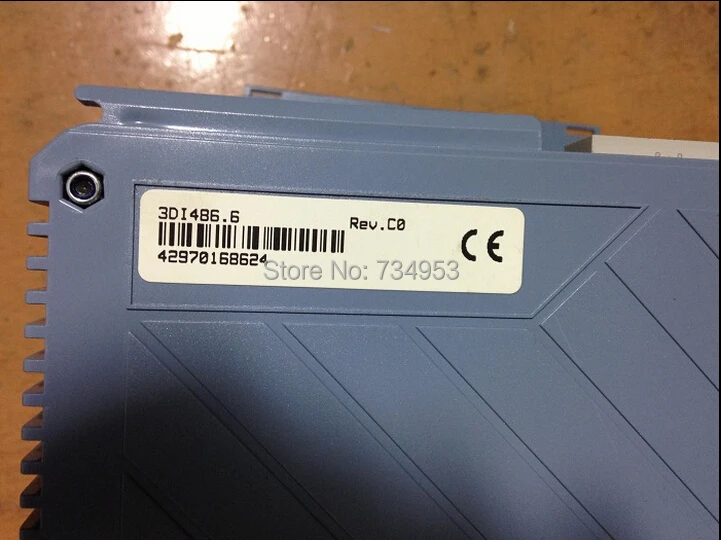 3DI486.6
Rev.C0
42970168624
CE
Store No: 734953